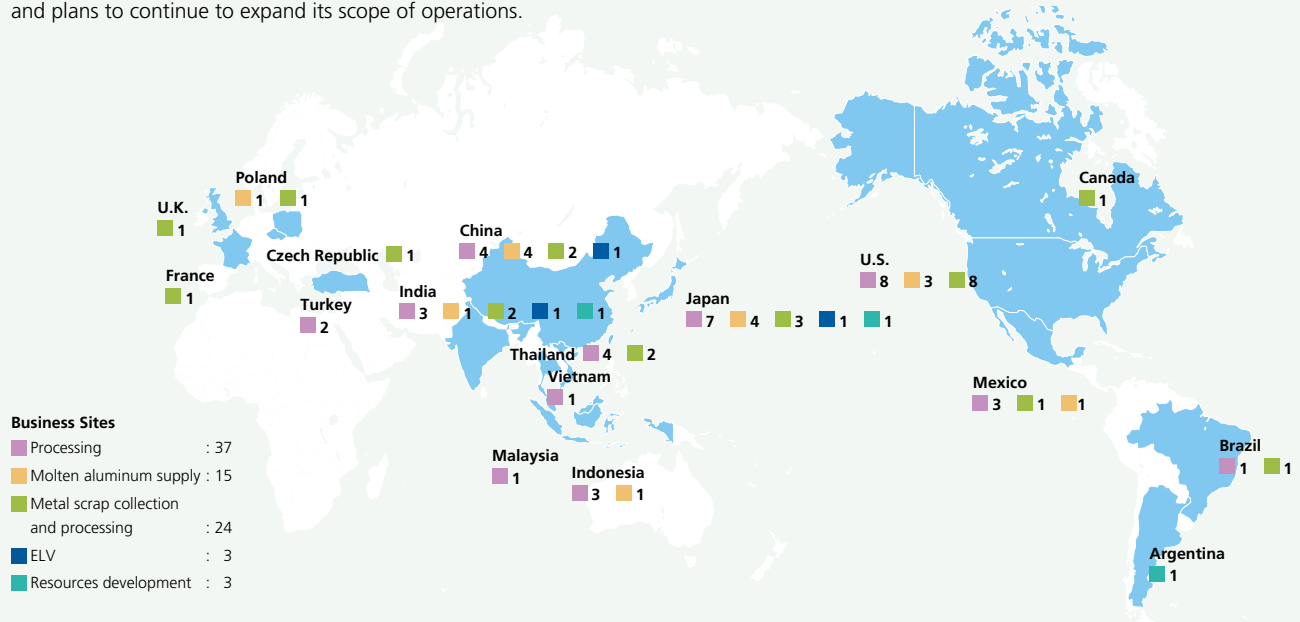 and plans to continue to expand its scope of operations.
Poland
1 1
U.K.
1
Czech Republic 1
France
1
Turkey
2
China
4 4 2 1
India
3 1 2 1 1
Thailand 4 2
Vietnam
1
Malaysia
1
Indonesia
3 1
Japan
7 4 3 1 1
Canada
1
U.S.
8 3 8
Mexico
3 1 1
Brazil
1 1
Argentina
1
Business Sites
Processing : 37
Molten aluminum supply : 15
Metal scrap collection
and processing : 24
ELV : 3
Resources development : 3